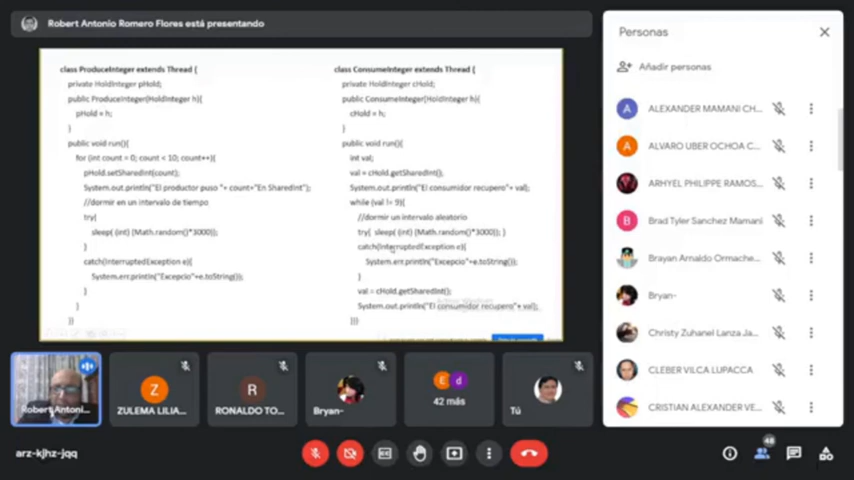 Robert Antonio Romero Flores está presentando
class ProduceInteger extends Thread {
private HoldInteger pHold;
public ProduceInteger(HoldInteger h){
pHold = h;
}
public void run(){
for (int count = 0; count < 10; count++){
pHold.setSharedInt(count);
System.out.println("El productor puso "+ count+"En SharedInt");
//dormir en un intervalo de tiempo
try{
sleep( (int) (Math.random()*3000));
}
catch(InterruptedException e){
System.err.println("Excepcio"+e.toString());
}
}
}}
class ConsumeInteger extends Thread {
private HoldInteger cHold;
public ConsumeInteger(HoldInteger h){
cHold = h;
}
public void run(){
int val;
val = cHold.getSharedInt();
System.out.println("El consumidor recupero"+ val);
while (val != 9){
//dormir un intervalo aleatorio
try{ sleep( (int) (Math.random()*3000)); }
catch(InterruptedException e){
System.err.println("Excepcio"+e.toString());
}
val = cHold.getSharedInt();
System.out.println("El consumidor recupero"+ val);
}}}
Robert Antoni...
Z
ZULEMA LILIA...
R
RONALDO TO...
Bryan-
E d
42 más
Tú
Personas
Añadir personas
A ALEXANDER MAMANI CH...
A ALVARO UBER OCHOA C...
ARHYEL PHILIPPE RAMOS...
B Brad Tyler Sanchez Mamani
Brayan Arnaldo Ormache...
Bryan-
Christy Zuhanel Lanza Ja...
CLEBER VILCA LUPACCA
CRISTIAN ALEXANDER VE...
arz-kjhz-jqq
48